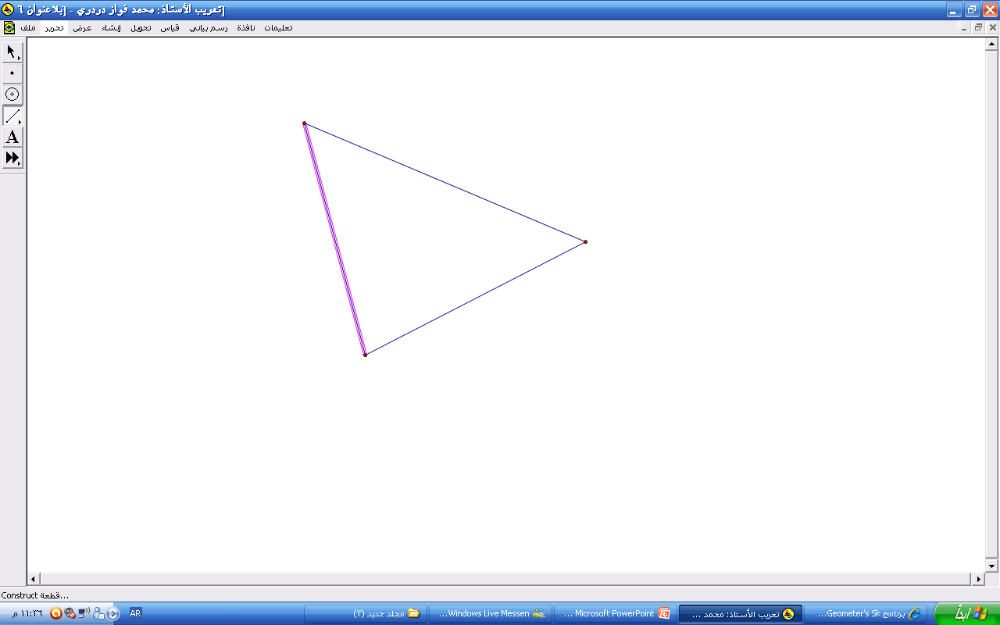 [تعريب الأستاذ: محمد فواز دردري - [بلاعنوان ٦
ملف تحرير عرض إنشاء تحويل قياس رسم بياني نافذة تعليمات
A
Construct قطعة...
ابدأ
برنامج Geometer's Sk...
تعريب الأستاذ: محمد ...
Microsoft PowerPoint ...
Windows Live Messen...
مجلد جديد (٢)
AR
١١:٣٦ م